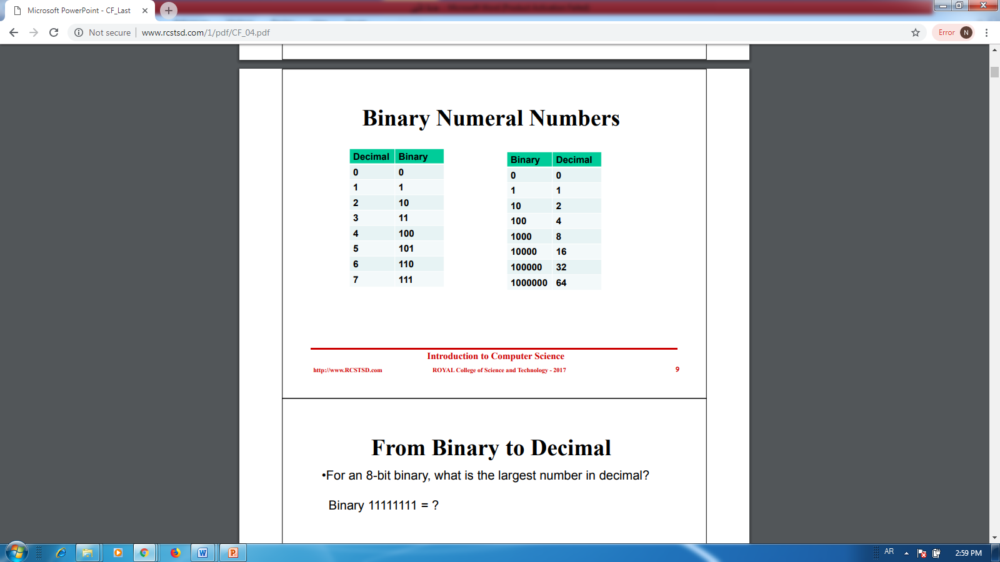 Microsoft PowerPoint - CF_Last
Not secure
www.rcstsd.com/1/pdf/CF_04.pdf
Error N
Binary Numeral Numbers
Decimal Binary
0 0
1 1
2 10
3 11
4 100
5 101
6 110
7 111
Binary Decimal
0 0
1 1
10 2
100 4
1000 8
10000 16
100000 32
1000000 64
Introduction to Computer Science
http://www.RCSTSD.com ROYAL College of Science and Technology - 2017 9
From Binary to Decimal
•For an 8-bit binary, what is the largest number in decimal?
Binary 11111111 = ?
AR
2:59 PM